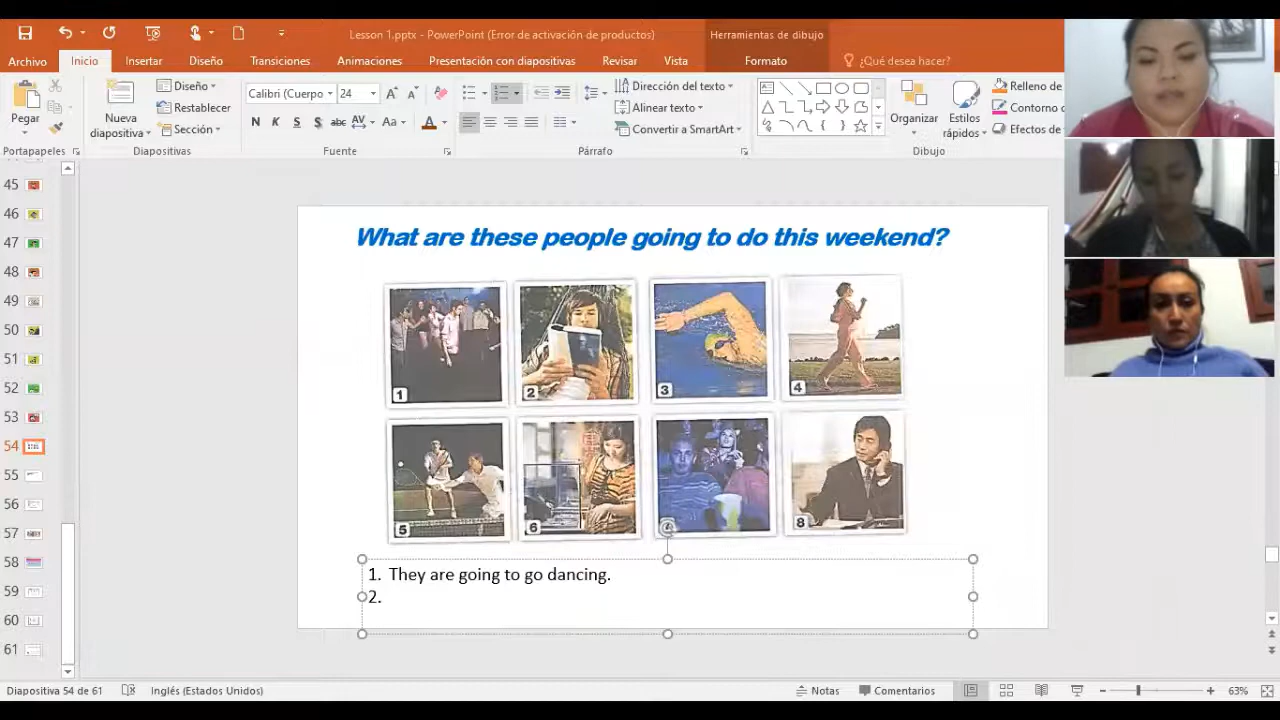 Lesson 1.pptx - PowerPoint (Error de activación de productos)
Herramientas de dibujo
Archivo
Inicio
Insertar
Diseño
Transiciones
Animaciones
Presentación con diapositivas
Revisar
Vista
Formato
¿Qué desea hacer?
Pegar
Nueva
diapositiva
Diseño
Restablecer
Sección
Calibri (Cuerpo)
24
N K S S abc AV Aa A
Dirección del texto
Alinear texto
Convertir a SmartArt
Organizar
Estilos
rápidos
Relleno de
Contorno d
Efectos de
Portapapeles
Diapositivas
Fuente
Párrafo
Dibujo
45
46
47
48
49
50
51
52
53
54
55
56
57
58
59
60
61
What are these people going to do this weekend?
1
2
3
4
5
6
8
1. They are going to go dancing.
2.
Diapositiva 54 de 61
Inglés (Estados Unidos)
Notas
Comentarios
63%